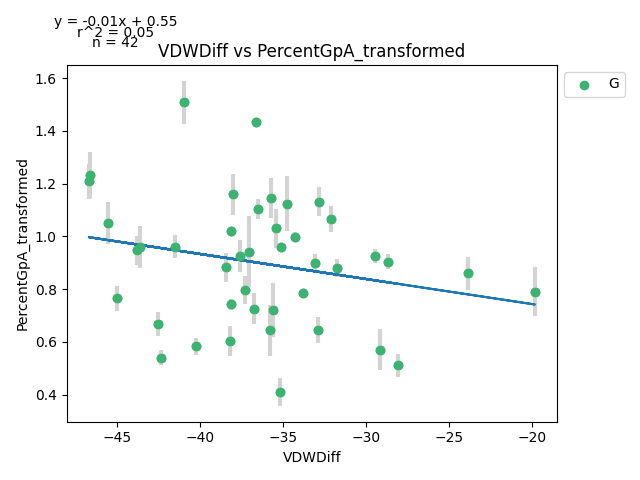 y = -0.01x + 0.55
r^2 = 0.05
n = 42
VDWDiff vs PercentGpA_transformed
G
PercentGpA_transformed
1.6
1.4
1.2
1.0
0.8
0.6
0.4
−45
−40
−35
−30
−25
−20
VDWDiff